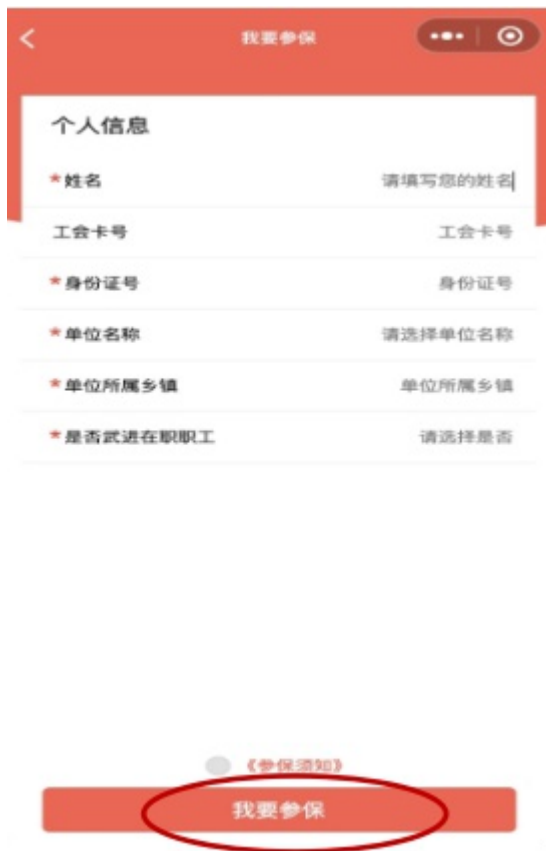 我要参保
个人信息
*姓名 请填写您的姓名
工会卡号 工会卡号
*身份证号 身份证号
*单位名称 请选择单位名称
*单位所属乡镇 单位所属乡镇
*是否武进在职职工 请选择是否
《参保须知》
我要参保